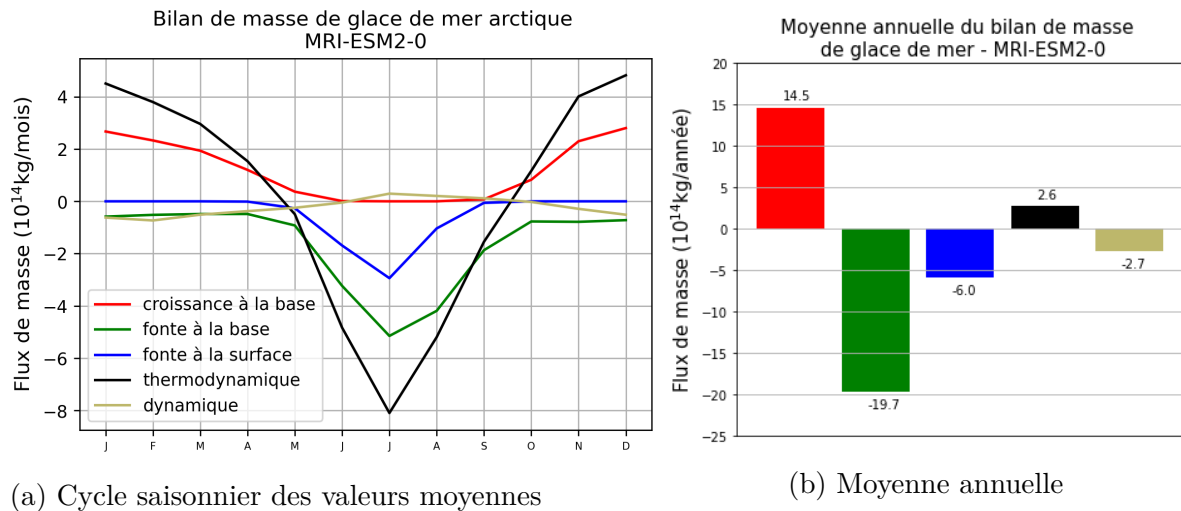 Bilan de masse de glace de mer arctique
MRI-ESM2-0
Flux de masse (10¹⁴kg/mois)
4
2
0
−2
−4
−6
−8
croissance à la base
fonte à la base
fonte à la surface
thermodynamique
dynamique
J F M A M J J A S O N D
(a) Cycle saisonnier des valeurs moyennes
Moyenne annuelle du bilan de masse
de glace de mer - MRI-ESM2-0
Flux de masse (10¹⁴kg/année)
20
15
10
5
0
−5
−10
−15
−20
−25
14.5
-19.7
-6.0
2.6
-2.7
(b) Moyenne annuelle